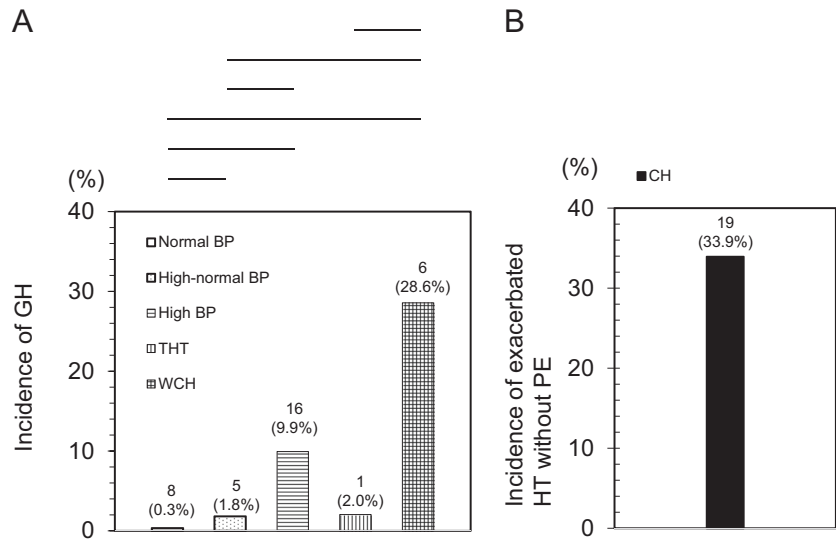 A
(%)
40
30
20
10
0
Incidence of GH
Normal BP
High-normal BP
High BP
THT
WCH
8
(0.3%)
5
(1.8%)
16
(9.9%)
1
(2.0%)
6
(28.6%)
B
(%)
CH
40
30
20
10
0
Incidence of exacerbated
HT without PE
19
(33.9%)